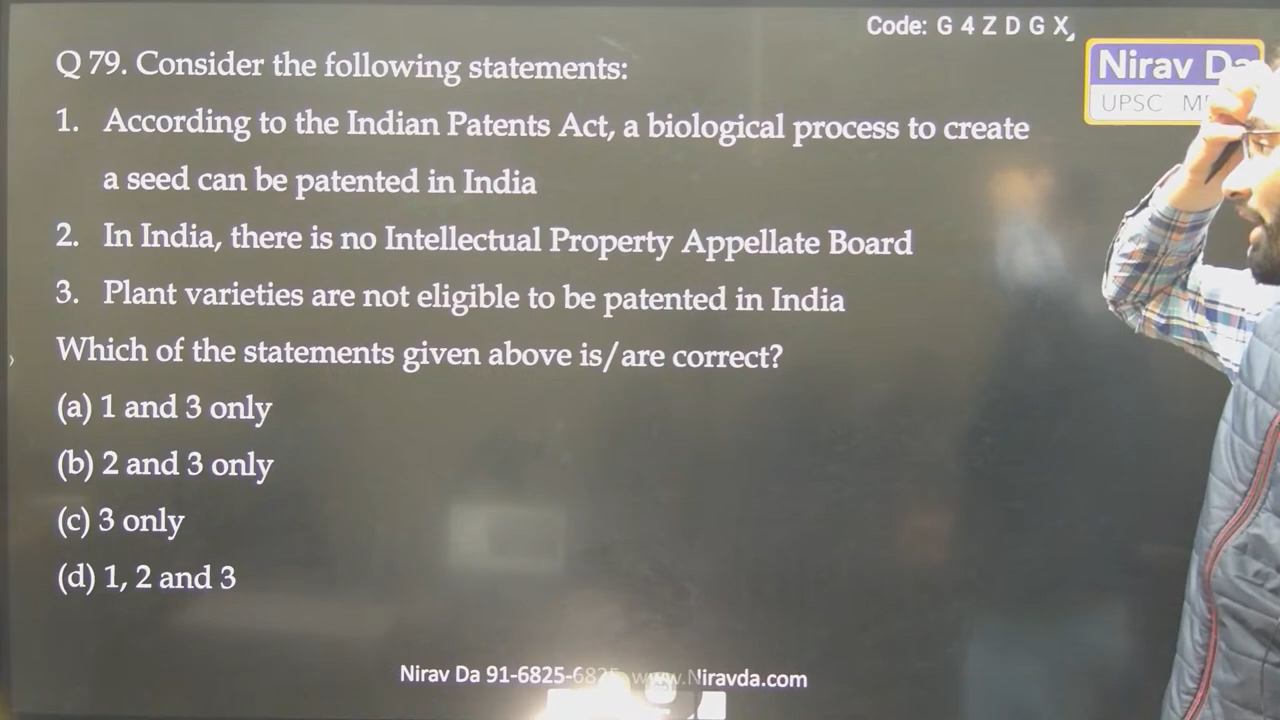 Code: G 4 Z D G X
Nirav Da
UPSC
Q 79. Consider the following statements:
1. According to the Indian Patents Act, a biological process to create
a seed can be patented in India
2. In India, there is no Intellectual Property Appellate Board
3. Plant varieties are not eligible to be patented in India
Which of the statements given above is/are correct?
(a) 1 and 3 only
(b) 2 and 3 only
(c) 3 only
(d) 1, 2 and 3
Nirav Da 91-6825-6825 www.Niravda.com